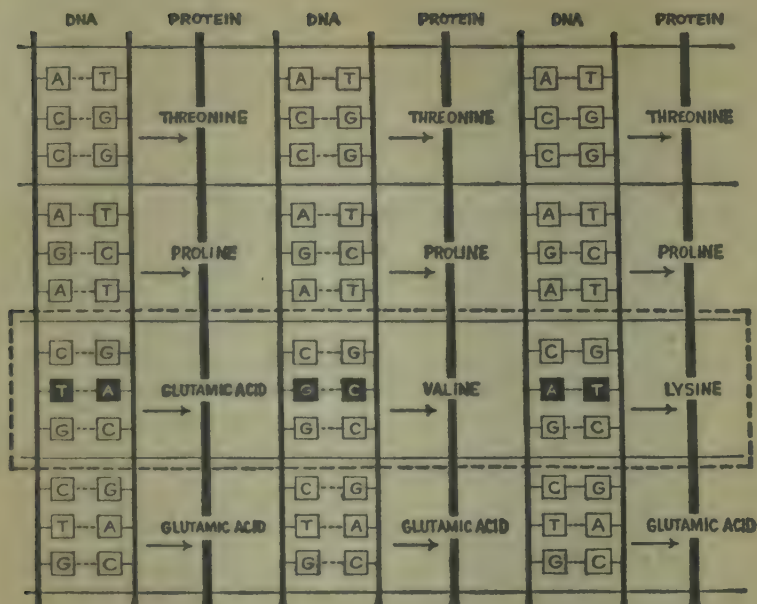 DNA PROTEIN DNA PROTEIN DNA PROTEIN
A T A T A T
C G THREONINE C G THREONINE C G THREONINE
C G C G C G
A T A T A T
G C PROLINE G C PROLINE G C PROLINE
A T A T A T
C G C G C G
T A GLUTAMIC ACID G C VALINE A T LYSINE
G C G C G C
C G C G C G
T A GLUTAMIC ACID T A GLUTAMIC ACID T A GLUTAMIC ACID
G C G C G C